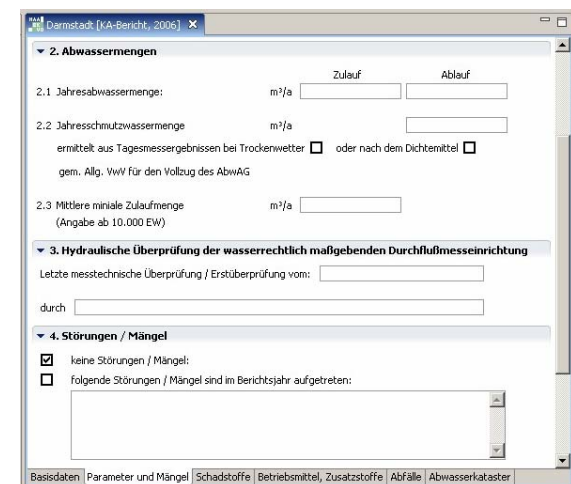 Darmstadt [KA-Bericht, 2006]
2. Abwassermengen
Zulauf Ablauf
2.1 Jahresabwassermenge: m³/a
2.2 Jahresschmutzwassermenge m³/a
ermittelt aus Tagesmessergebnissen bei Trockenwetter oder nach dem Dichtemittel
gem. Allg. VwV für den Vollzug des AbwAG
2.3 Mittlere miniale Zulaufmenge m³/a
(Angabe ab 10.000 EW)
3. Hydraulische Überprüfung der wasserrechtlich maßgebenden Durchflußmesseinrichtung
Letzte messtechnische Überprüfung / Erstüberprüfung vom:
durch
4. Störungen / Mängel
keine Störungen / Mängel:
folgende Störungen / Mängel sind im Berichtsjahr aufgetreten:
Basisdaten Parameter und Mängel Schadstoffe Betriebsmittel, Zusatzstoffe Abfälle Abwasserkataster